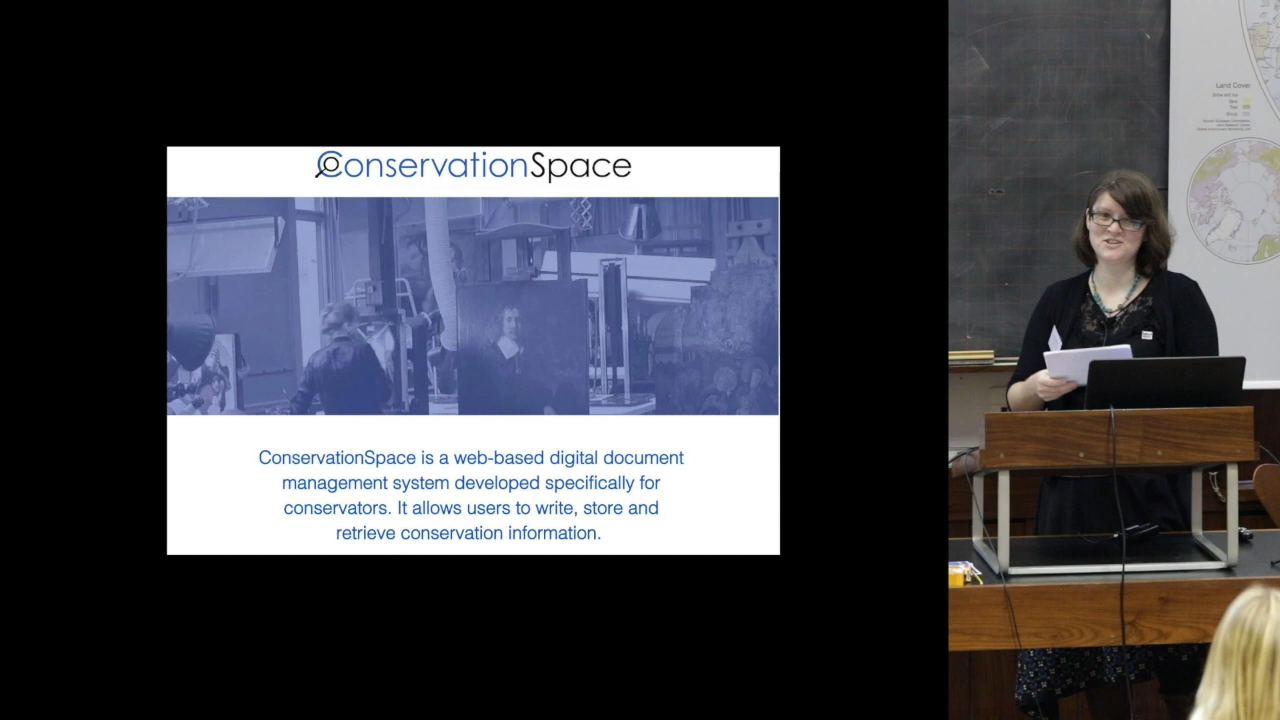 ConservationSpace
ConservationSpace is a web-based digital document
management system developed specifically for
conservators. It allows users to write, store and
retrieve conservation information.
Land Cover